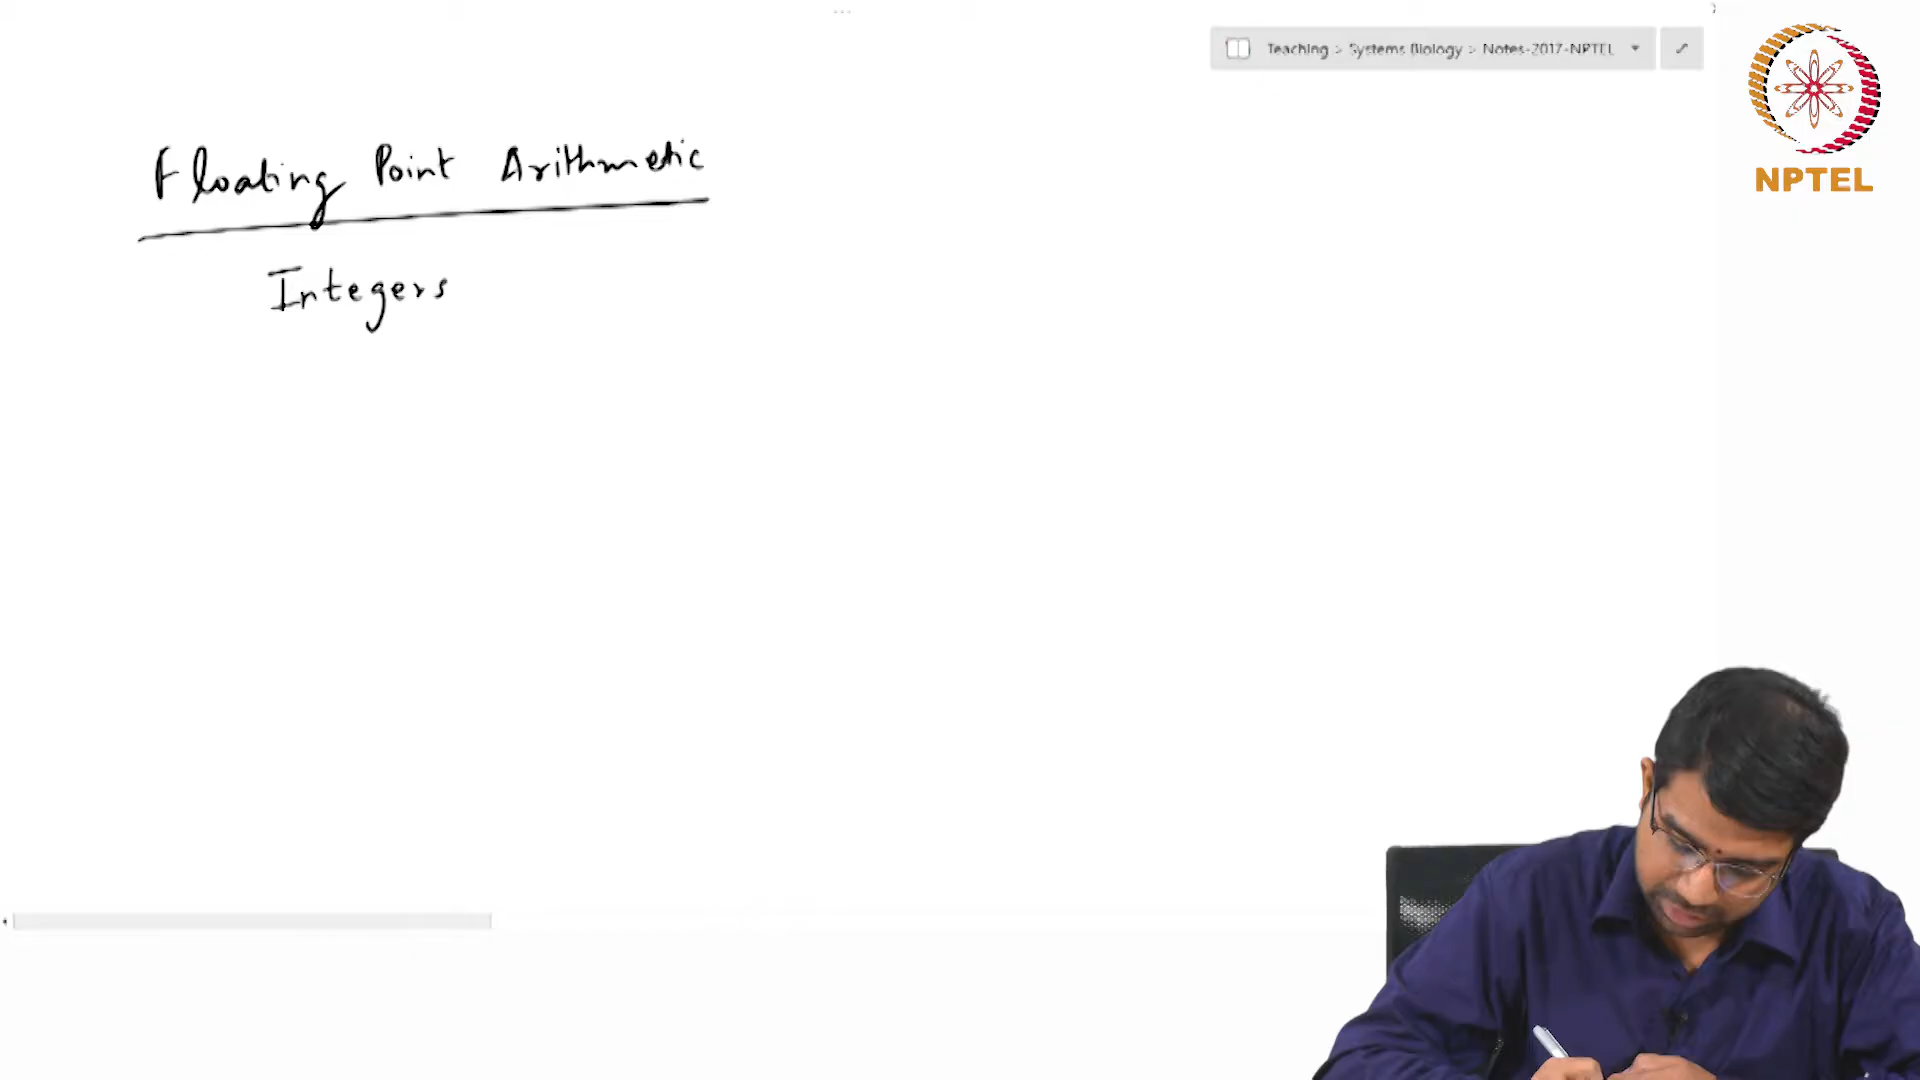 Teaching > Systems Biology > Notes-2017-NPTEL
NPTEL
Floating Point Arithmetic
Integers